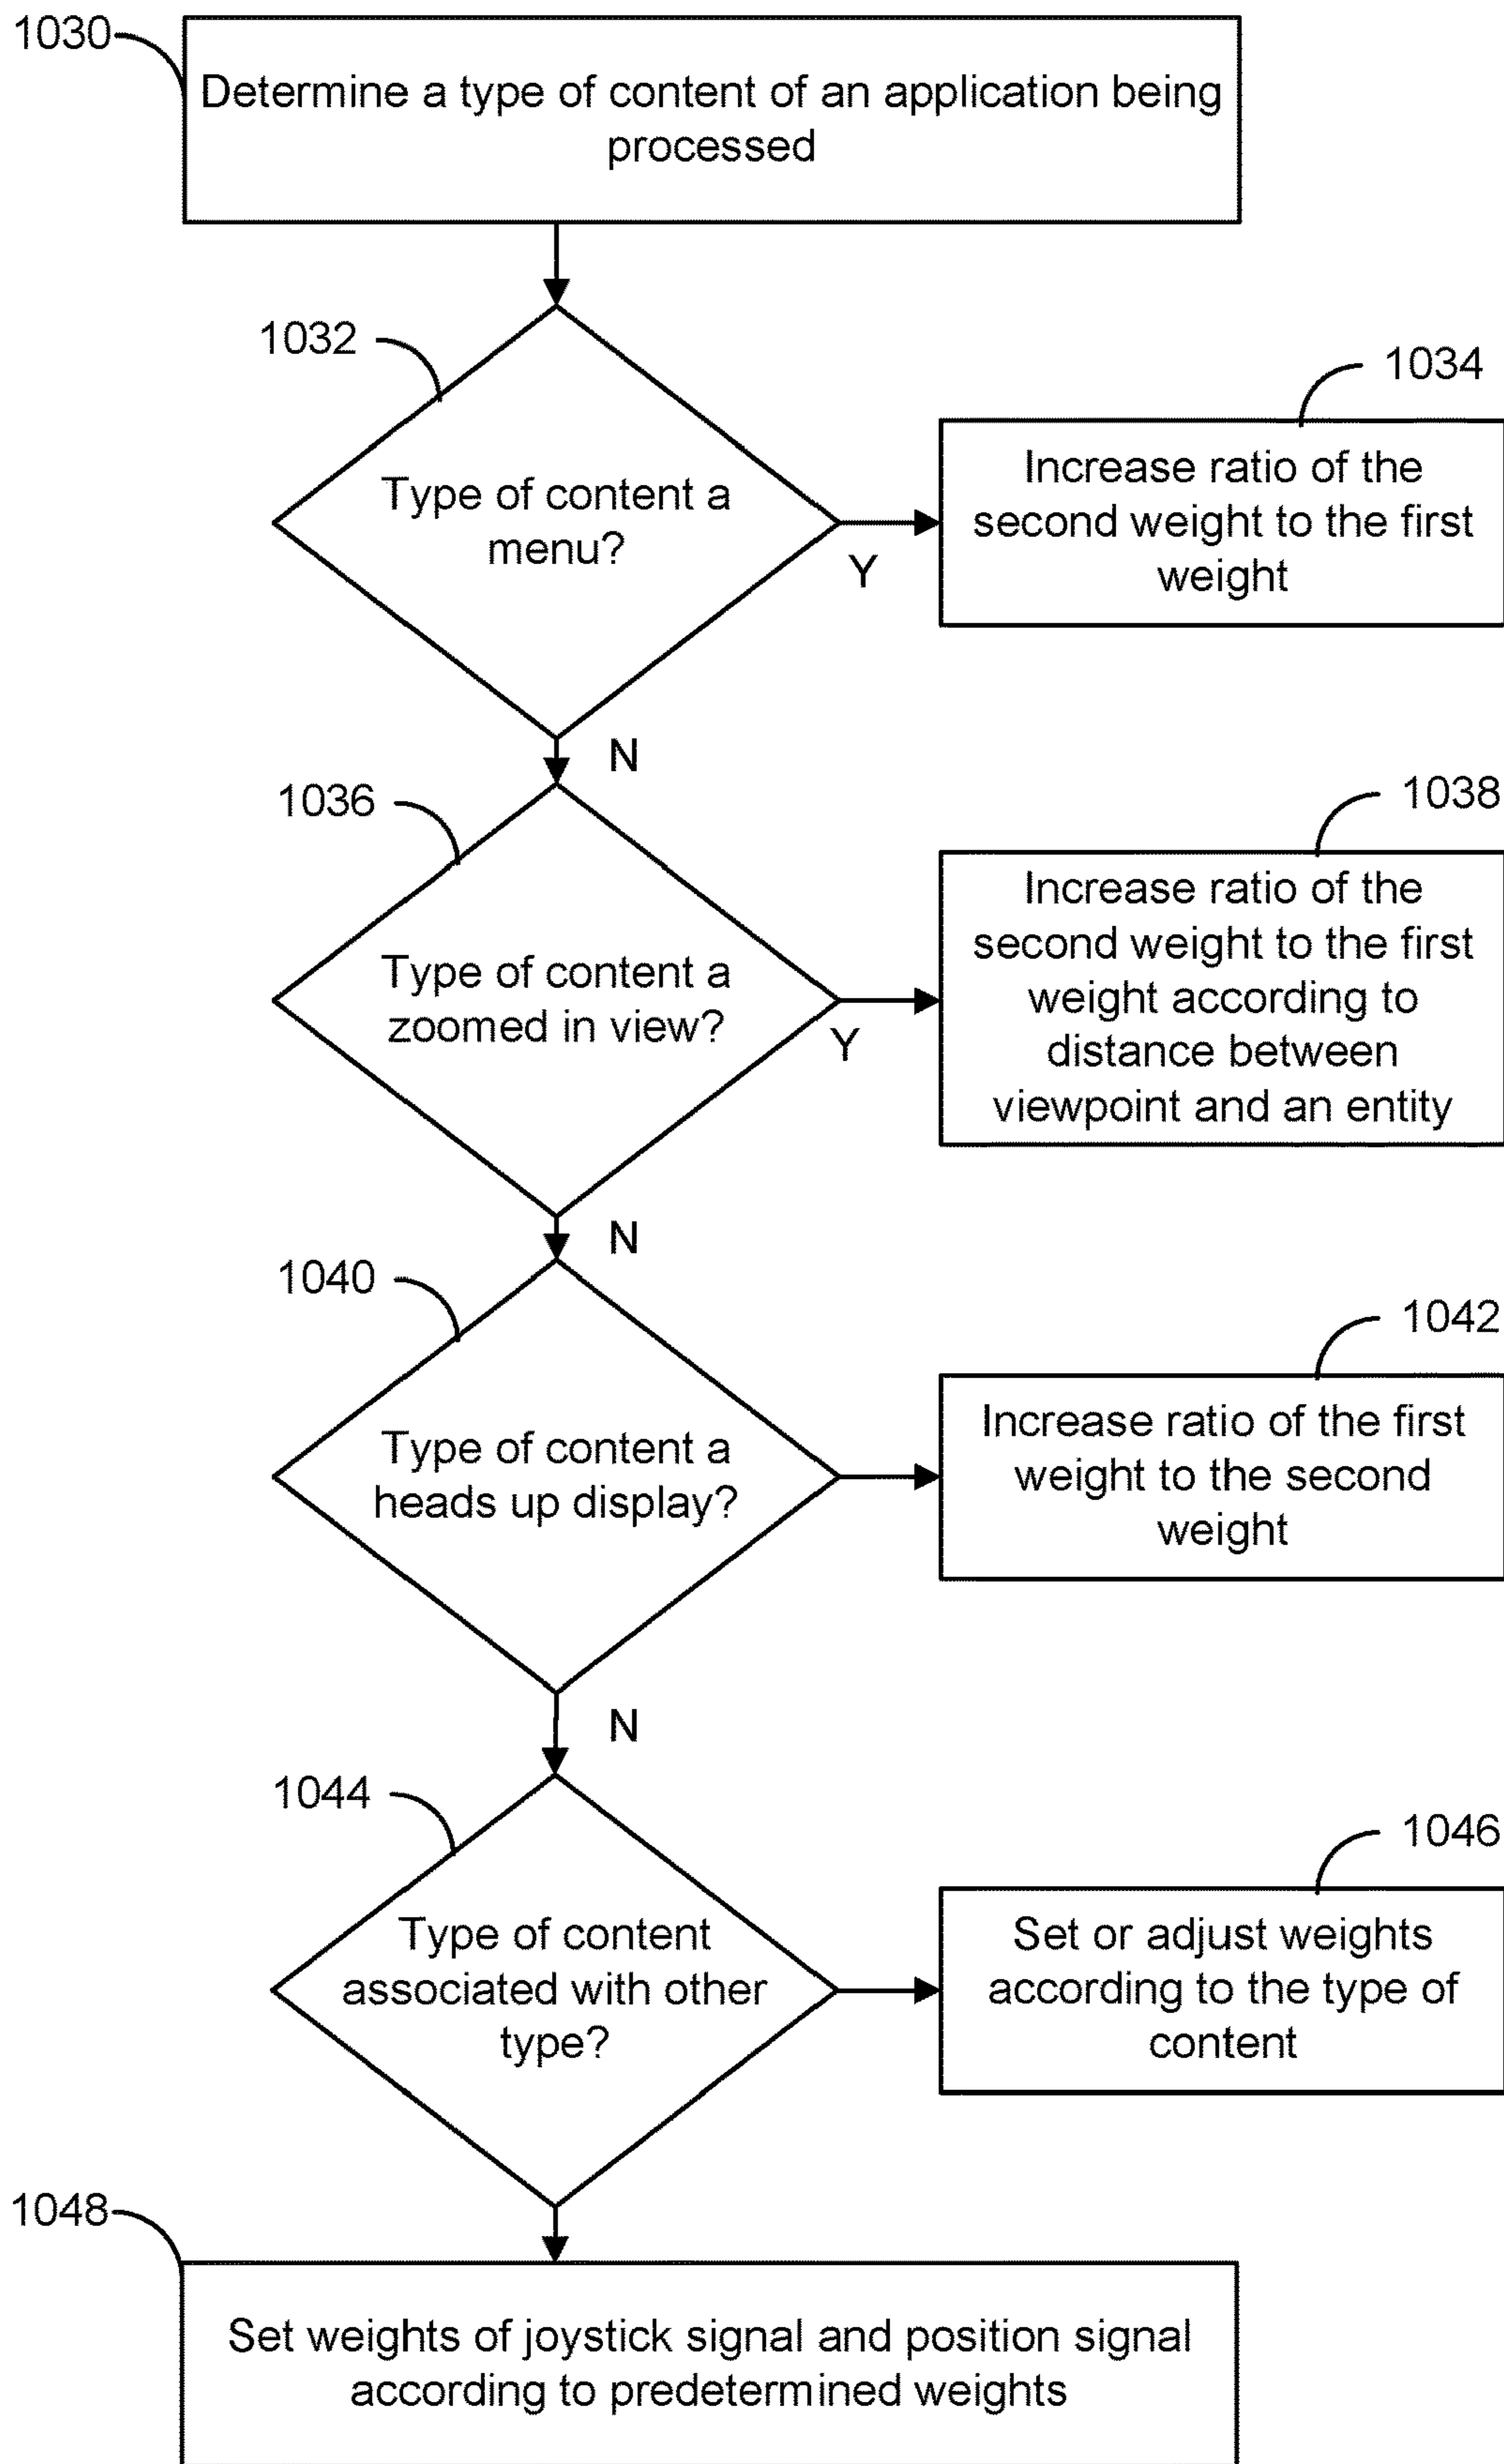 1030
Determine a type of content of an application being
processed
1032
Type of content a
menu?
Y
1034
Increase ratio of the
second weight to the first
weight
N
1036
Type of content a
zoomed in view?
Y
1038
Increase ratio of the
second weight to the first
weight according to
distance between
viewpoint and an entity
N
1040
Type of content a
heads up display?
1042
Increase ratio of the first
weight to the second
weight
N
1044
Type of content
associated with other
type?
1046
Set or adjust weights
according to the type of
content
1048
Set weights of joystick signal and position signal
according to predetermined weights